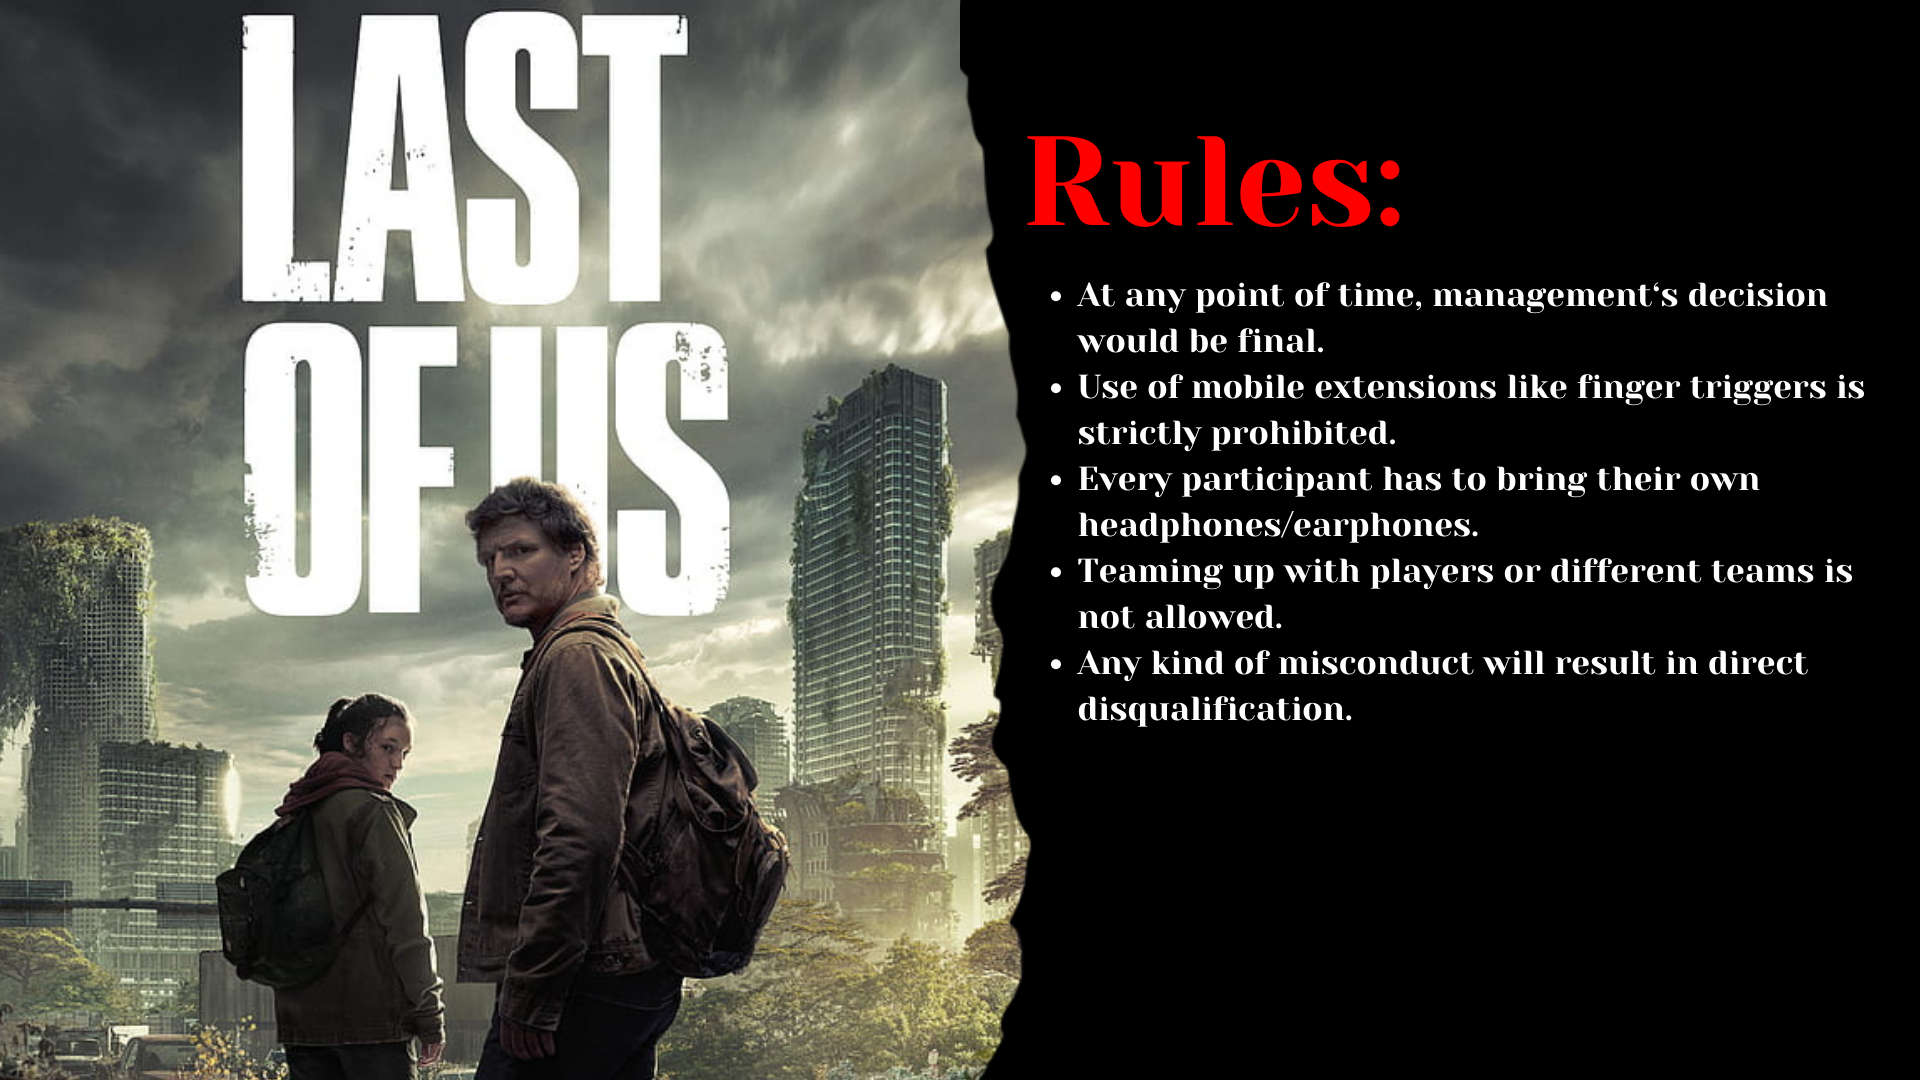 LAST
OF US
Rules:
• At any point of time, management‘s decision
would be final.
• Use of mobile extensions like finger triggers is
strictly prohibited.
• Every participant has to bring their own
headphones/earphones.
• Teaming up with players or different teams is
not allowed.
• Any kind of misconduct will result in direct
disqualification.